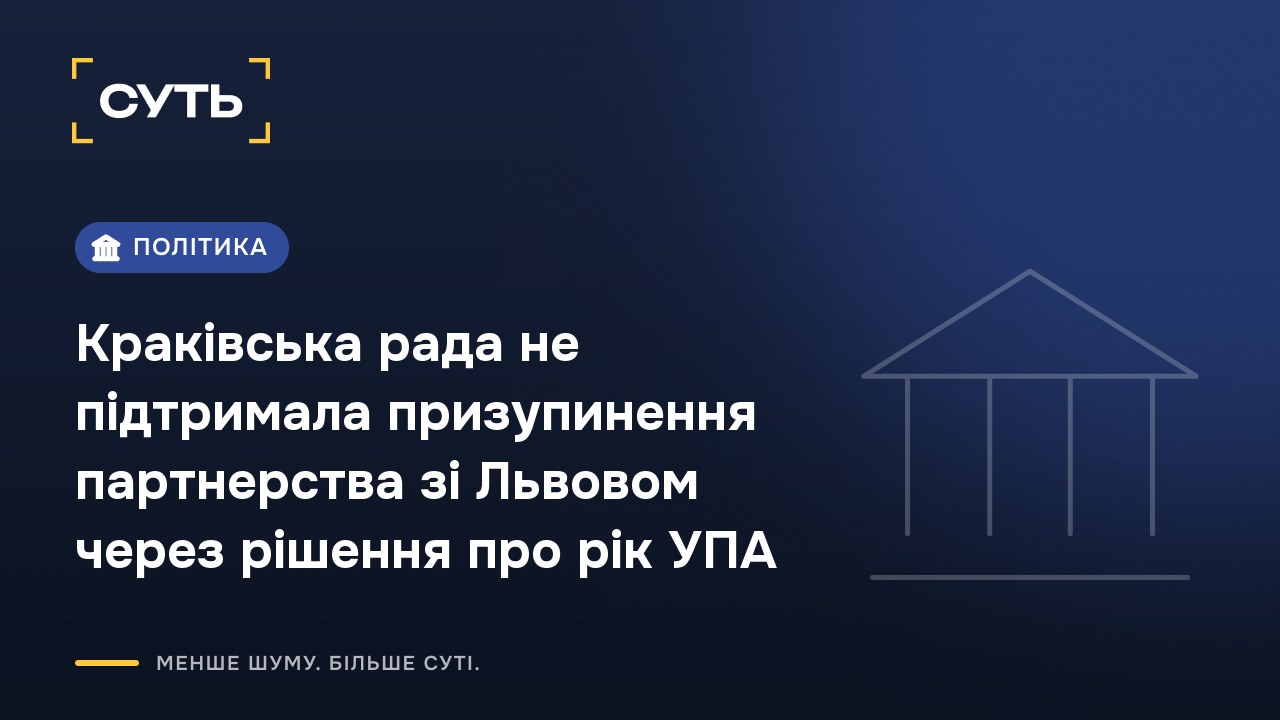 СУТЬ
ПОЛІТИКА
Краківська рада не
підтримала призупинення
партнерства зі Львовом
через рішення про рік УПА
МЕНШЕ ШУМУ. БІЛЬШЕ СУТІ.